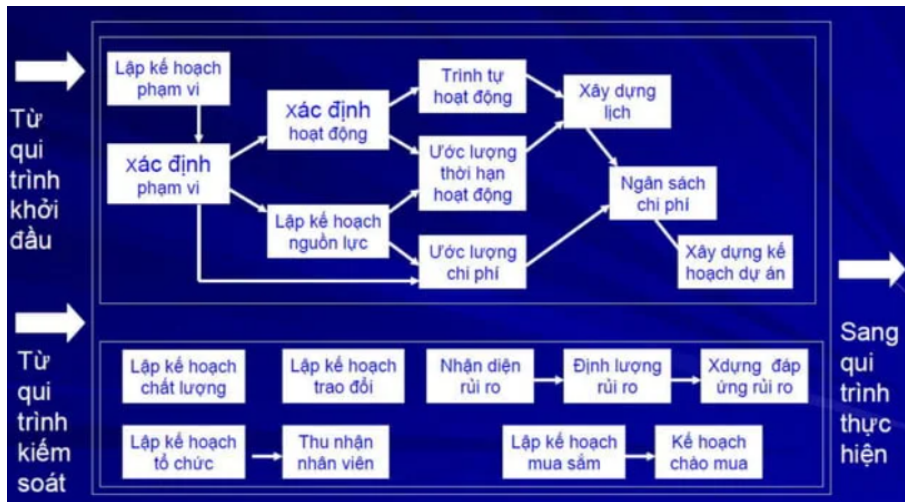 Từ
qui
trình
khởi
đầu
Từ
qui
trình
kiếm
soát
Lập kế hoạch
phạm vi
Xác định
phạm vi
Xác định
hoạt động
Lập kế hoạch
nguồn lực
Trình tự
hoạt động
Ước lượng
thời hạn
hoạt động
Ước lượng
chi phí
Xây dựng
lịch
Ngân sách
chi phí
Xây dựng kế
hoạch dự án
Lập kế hoạch
chất lượng
Lập kế hoạch
trao đổi
Nhận diện
rủi ro
Định lượng
rủi ro
Xdựng đáp
ứng rủi ro
Lập kế hoạch
tổ chức
Thu nhận
nhân viên
Lập kế hoạch
mua sắm
Kế hoạch
chào mua
Sang
qui
trình
thực
hiện